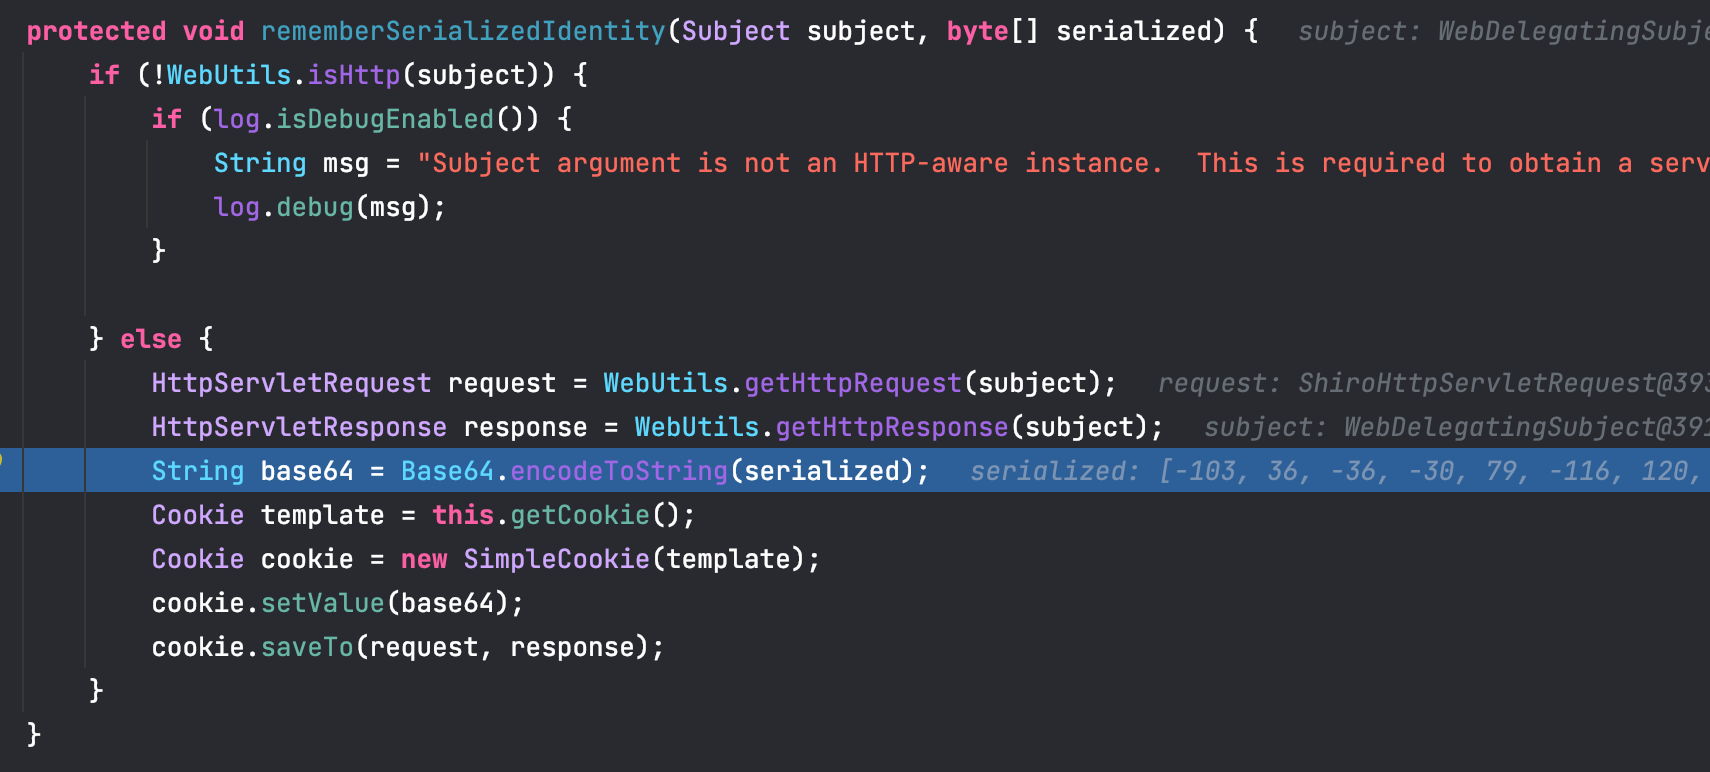 protected void rememberSerializedIdentity(Subject subject, byte[] serialized) { subject: WebDelegatingSubje
if (!WebUtils.isHttp(subject)) {
if (log.isDebugEnabled()) {
String msg = "Subject argument is not an HTTP-aware instance.  This is required to obtain a serv
log.debug(msg);
}
} else {
HttpServletRequest request = WebUtils.getHttpRequest(subject); request: ShiroHttpServletRequest@393
HttpServletResponse response = WebUtils.getHttpResponse(subject); subject: WebDelegatingSubject@391
String base64 = Base64.encodeToString(serialized); serialized: [-103, 36, -36, -30, 79, -116, 120,
Cookie template = this.getCookie();
Cookie cookie = new SimpleCookie(template);
cookie.setValue(base64);
cookie.saveTo(request, response);
}
}